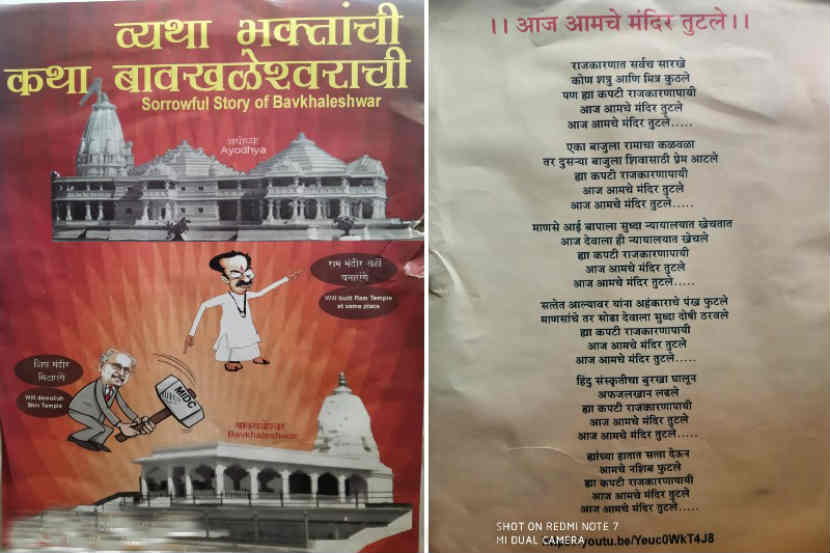 व्यथा भक्तांची
कथा बावखळेश्वराची
Sorrowful Story of Bavkhaleshwar
अयोध्या
Ayodhya
राम मंदीर वहीं
बनाएंगे
Will built Ram Temple
at same place
शिव मंदीर
मिटाएंगे
Will demolish
Shiv Temple
MIDC
बावखळेश्वर
Bavkhaleshwar
।। आज आमचे मंदिर तुटले।।
राजकारणात सर्वच सारखे
कोण शत्रु आणि मित्र कुठले
पण ह्या कपटी राजकारणापायी
आज आमचे मंदिर तुटले
आज आमचे मंदिर तुटले.....
एका बाजुला रामाचा कळवळा
तर दुसऱ्या बाजुला शिवासाठी प्रेम आटले
ह्या कपटी राजकारणापायी
आज आमचे मंदिर तुटले
आज आमचे मंदिर तुटले.....
माणसे आई बापाला सुध्दा न्यायालयात खेचतात
आज देवाला ही न्यायालयात खेचले
ह्या कपटी राजकारणापायी
आज आमचे मंदिर तुटले
आज आमचे मंदिर तुटले.....
सत्तेत आल्यावर यांना अहंकाराचे पंख फुटले
माणसांचे तर सोडा देवाला सुध्दा दोषी ठरवले
ह्या कपटी राजकारणापायी
आज आमचे मंदिर तुटले
आज आमचे मंदिर तुटले.....
हिंदु संस्कृतीचा बुरखा घालून
अफजलखान लढले
ह्या कपटी राजकारणापायी
आज आमचे मंदिर तुटले
आज आमचे मंदिर तुटले.....
ह्यांच्या हातात सत्ता देऊन
आमचे नशिब फुटले
ह्या कपटी राजकारणापायी
आज आमचे मंदिर तुटले
आज आमचे मंदिर तुटले.....
SHOT ON REDMI NOTE 7
MI DUAL CAMERA
youtu.be/Yeuc0WkT4J8